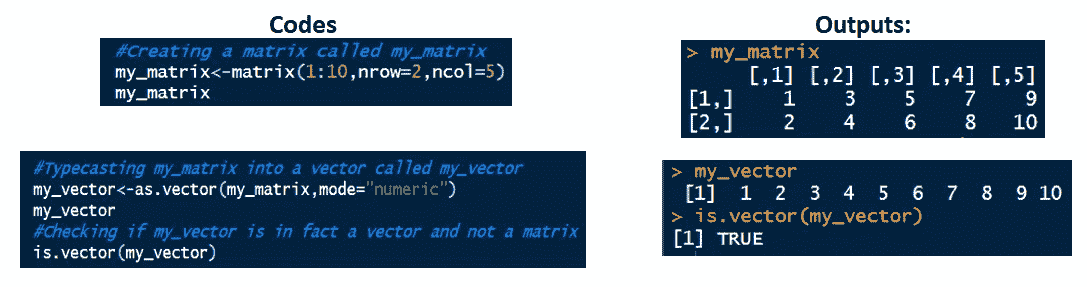 Codes
#Creating a matrix called my_matrix
my_matrix<-matrix(1:10,nrow=2,ncol=5)
my_matrix
Outputs:
> my_matrix
     [,1] [,2] [,3] [,4] [,5]
[1,]    1    3    5    7    9
[2,]    2    4    6    8   10
#Typecasting my_matrix into a vector called my_vector
my_vector<-as.vector(my_matrix,mode="numeric")
my_vector
#Checking if my_vector is in fact a vector and not a matrix
is.vector(my_vector)
> my_vector
 [1]  1  2  3  4  5  6  7  8  9 10
> is.vector(my_vector)
[1] TRUE